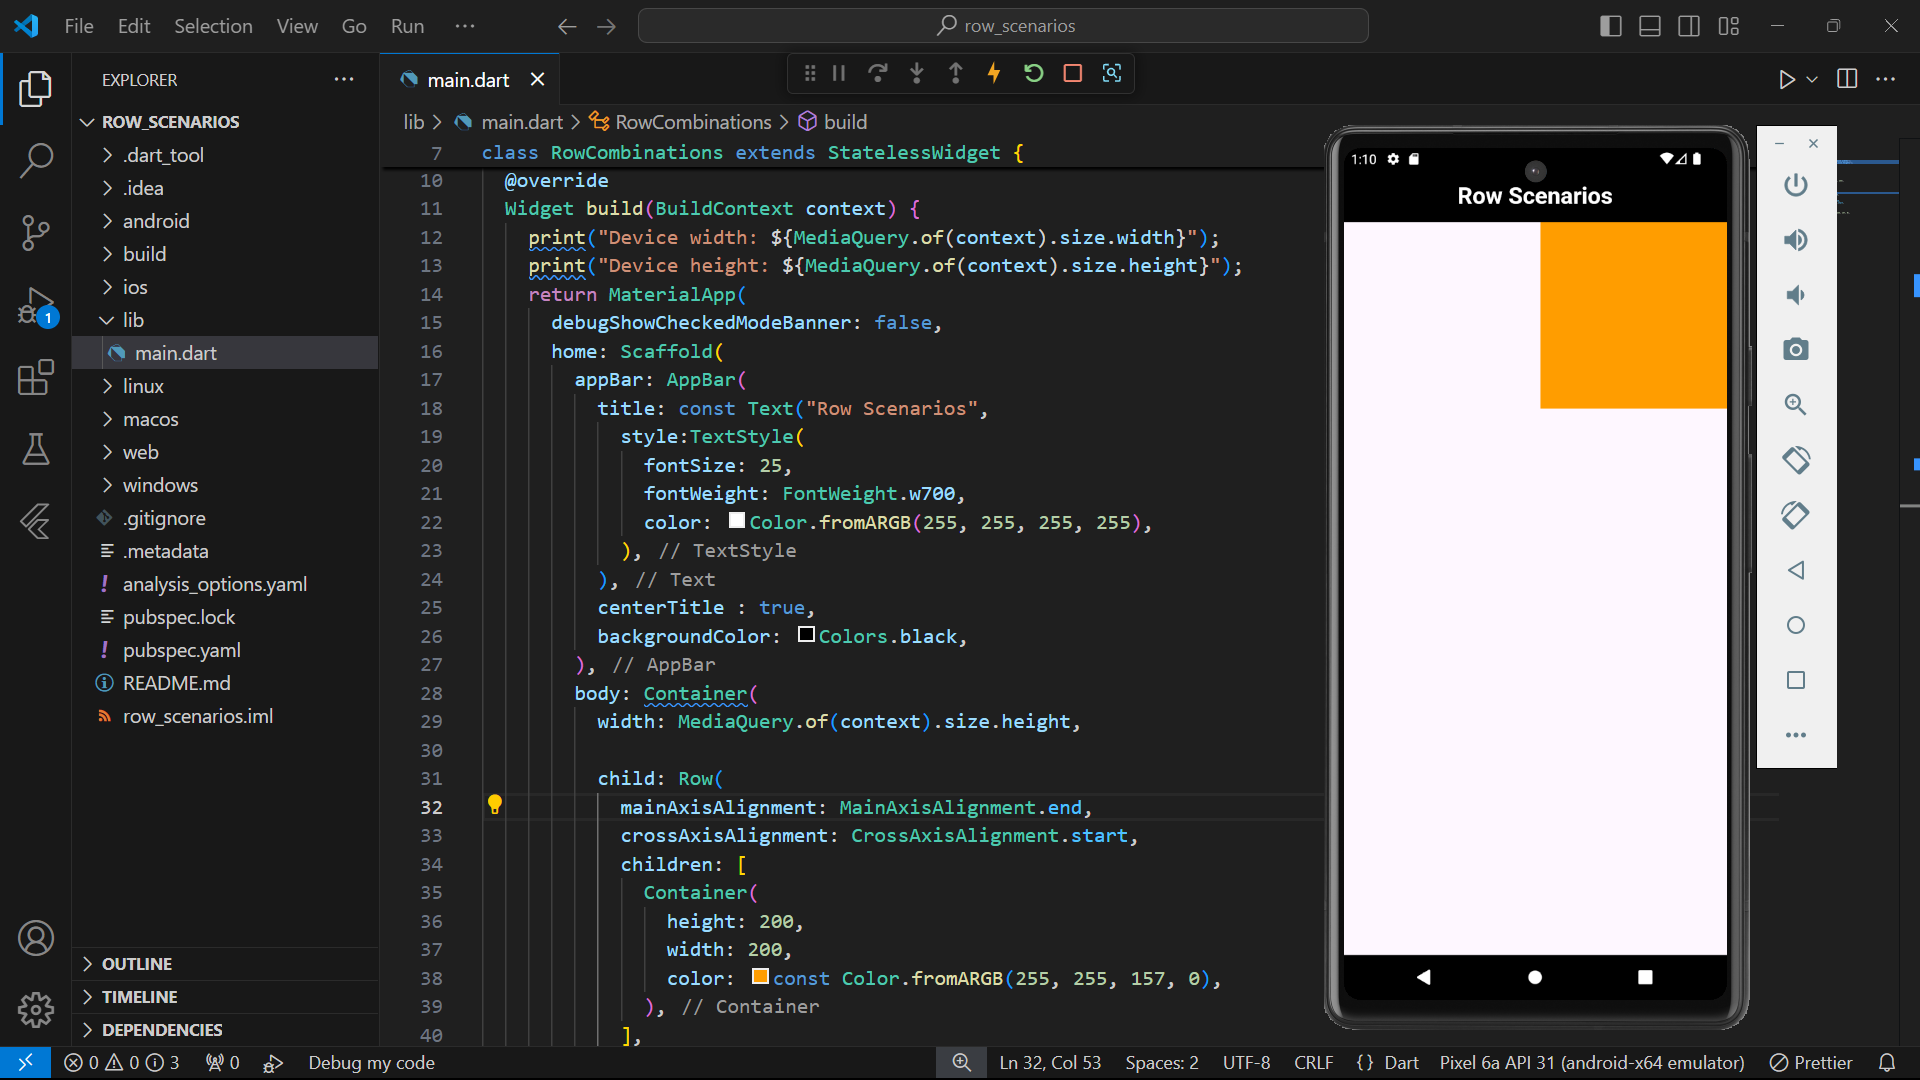 File Edit Selection View Go Run ··· row_scenarios
EXPLORER ···
ROW_SCENARIOS
.dart_tool
.idea
android
build
ios
lib
main.dart
linux
macos
web
windows
.gitignore
.metadata
analysis_options.yaml
pubspec.lock
pubspec.yaml
README.md
row_scenarios.iml
OUTLINE
TIMELINE
DEPENDENCIES
1
main.dart
lib > main.dart > RowCombinations > build
7 class RowCombinations extends StatelessWidget {
10 @override
11 Widget build(BuildContext context) {
12 print("Device width: ${MediaQuery.of(context).size.width}");
13 print("Device height: ${MediaQuery.of(context).size.height}");
14 return MaterialApp(
15 debugShowCheckedModeBanner: false,
16 home: Scaffold(
17 appBar: AppBar(
18 title: const Text("Row Scenarios",
19 style:TextStyle(
20 fontSize: 25,
21 fontWeight: FontWeight.w700,
22 color: Color.fromARGB(255, 255, 255, 255),
23 ), // TextStyle
24 ), // Text
25 centerTitle : true,
26 backgroundColor: Colors.black,
27 ), // AppBar
28 body: Container(
29 width: MediaQuery.of(context).size.height,
30
31 child: Row(
32 mainAxisAlignment: MainAxisAlignment.end,
33 crossAxisAlignment: CrossAxisAlignment.start,
34 children: [
35 Container(
36 height: 200,
37 width: 200,
38 color: const Color.fromARGB(255, 255, 157, 0),
39 ), // Container
40 ],
1:10
Row Scenarios
0 0 3 0 Debug my code Ln 32, Col 53 Spaces: 2 UTF-8 CRLF {} Dart Pixel 6a API 31 (android-x64 emulator) Prettier